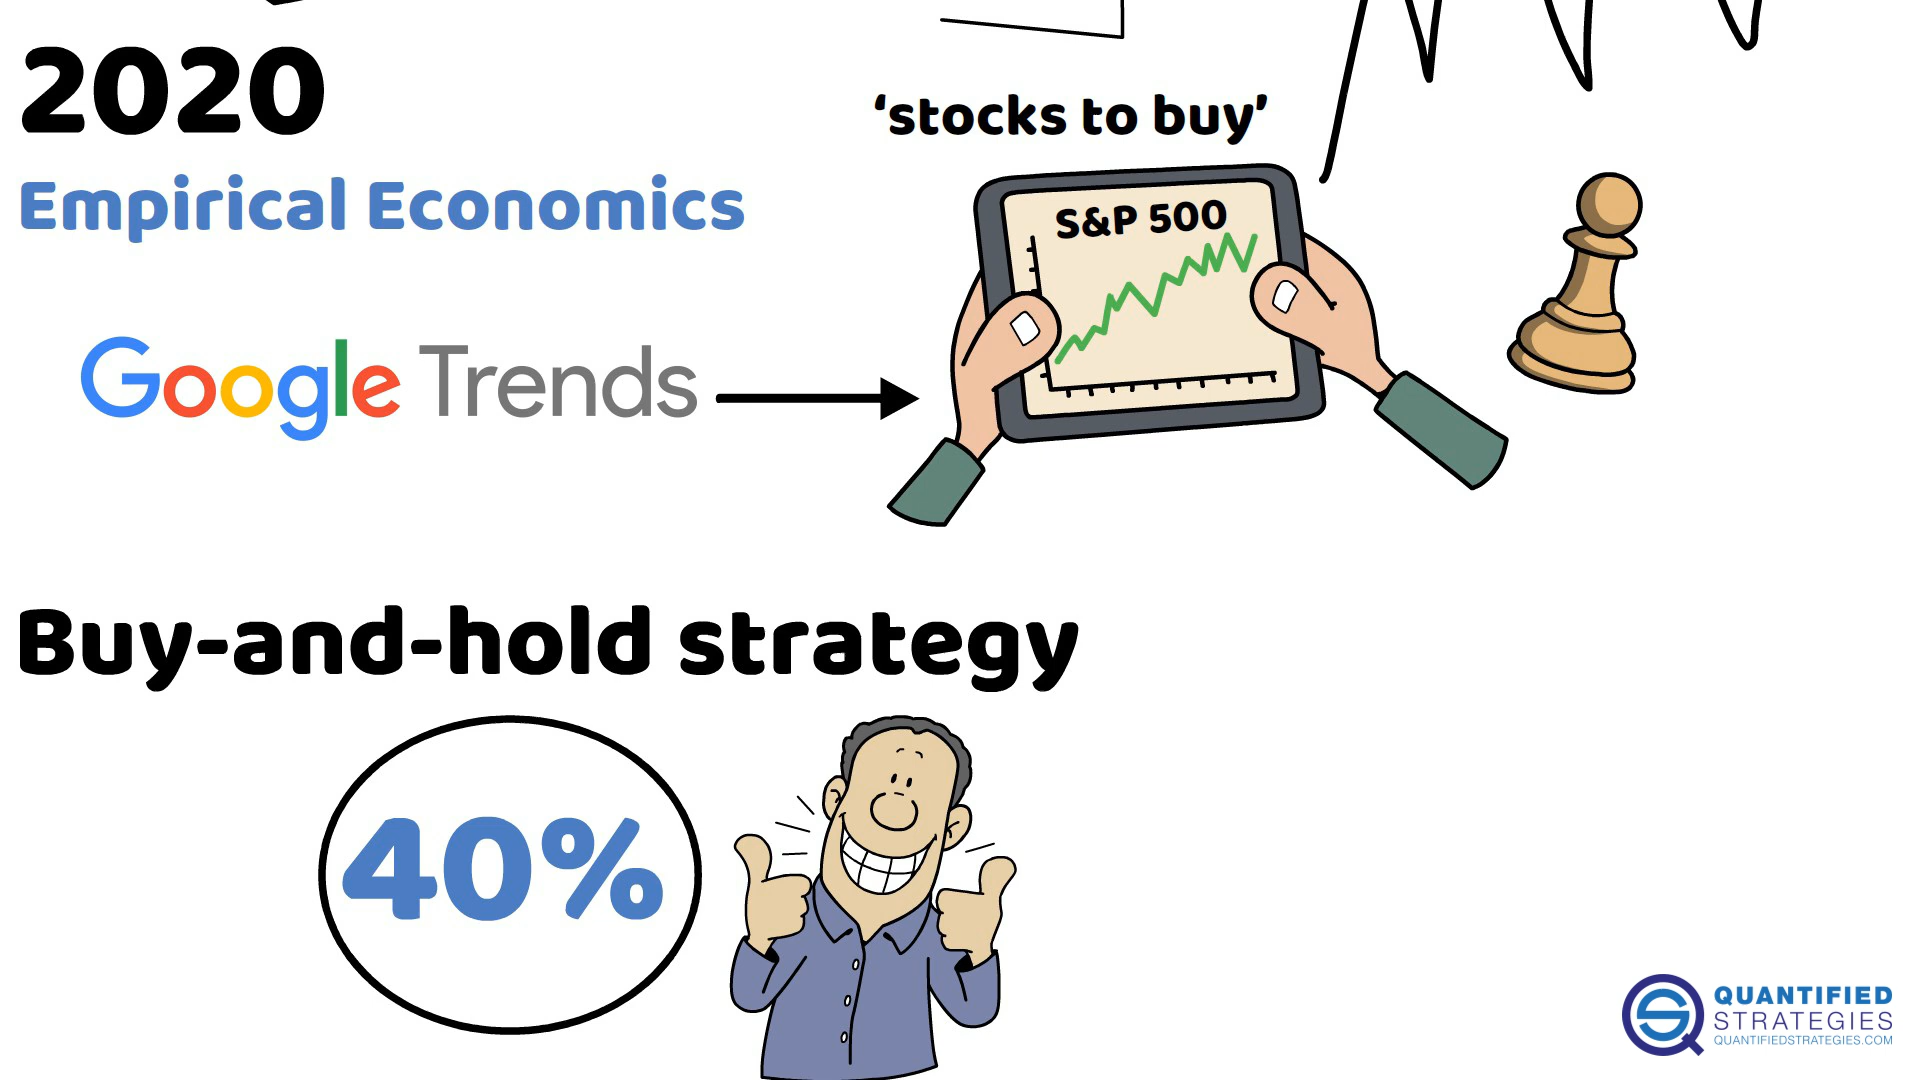 2020
Empirical Economics
Google Trends
‘stocks to buy’
S&P 500
Buy-and-hold strategy
40%
QUANTIFIED
STRATEGIES
QUANTIFIEDSTRATEGIES.COM